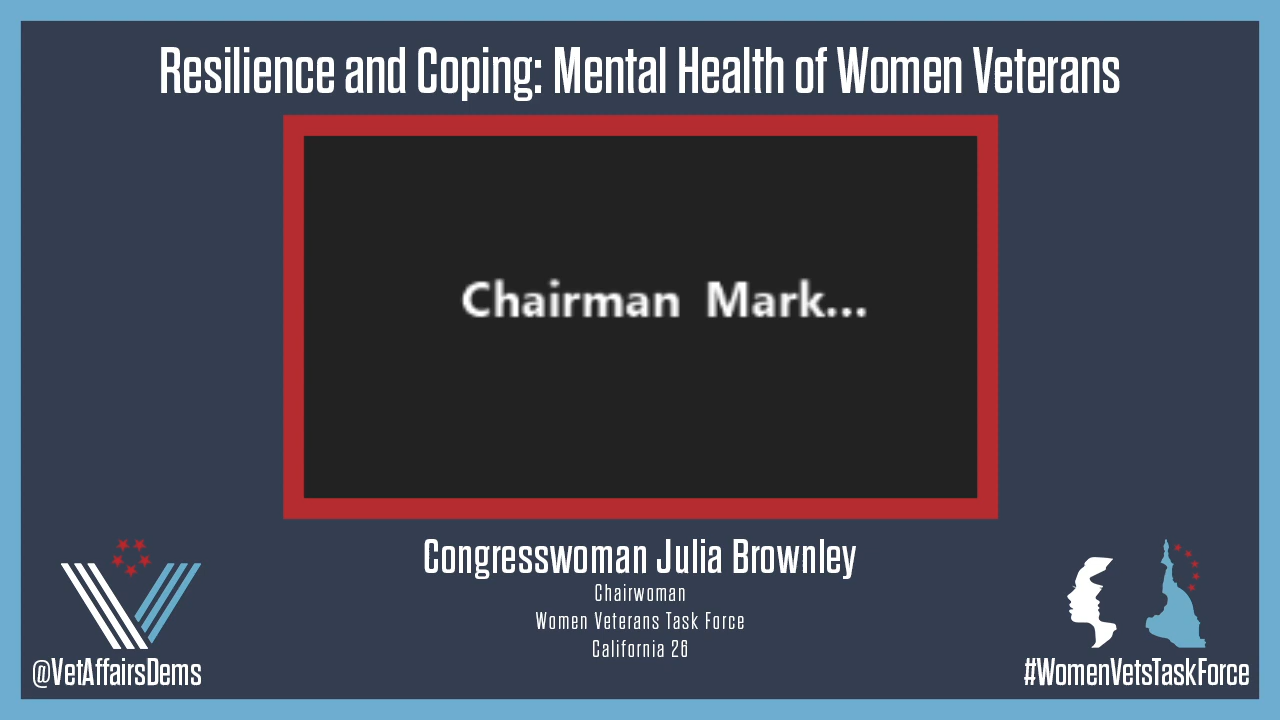 Resilience and Coping: Mental Health of Women Veterans
Chairman Mark...
Congresswoman Julia Brownley
Chairwoman
Women Veterans Task Force
California 26
@VetAffairsDems
#WomenVetsTaskForce